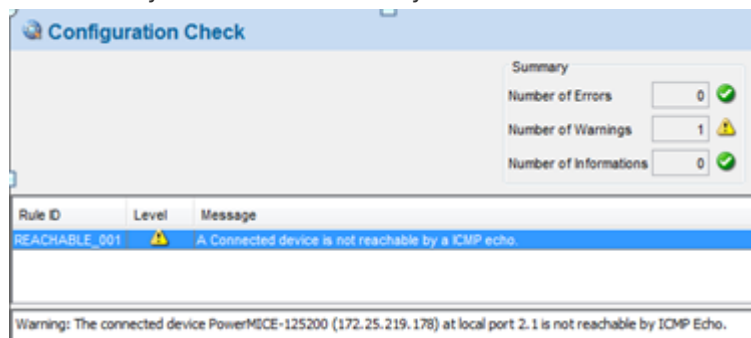 Configuration Check
Summary
Number of Errors 0
Number of Warnings 1
Number of Informations 0
Rule ID Level Message
REACHABLE_001 A Connected device is not reachable by a ICMP echo.
Warning: The connected device PowerMICE-125200 (172.25.219.178) at local port 2.1 is not reachable by ICMP Echo.